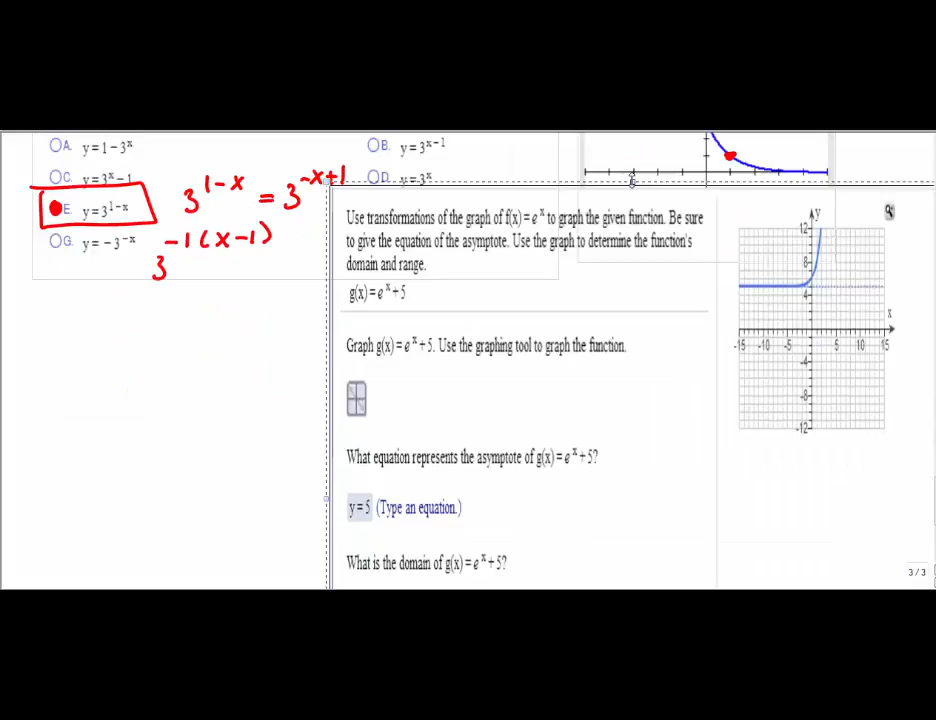 A. y = 1 − 3^x
B. y = 3^{x−1}
C. y = 3^x − 1
D. y = 3^x
E. y = 3^{1−x}
G. y = −3^{−x}
3^{1−x} = 3^{−x+1}
3^{−1(x−1)}
Use transformations of the graph of f(x) = e^x to graph the given function. Be sure
to give the equation of the asymptote. Use the graph to determine the function's
domain and range.
g(x) = e^x + 5
Graph g(x) = e^x + 5. Use the graphing tool to graph the function.
What equation represents the asymptote of g(x) = e^x + 5?
y = 5 (Type an equation.)
What is the domain of g(x) = e^x + 5?
y
12
8
4
x
-15 -10 -5 5 10 15
-4
-8
-12
3 / 3